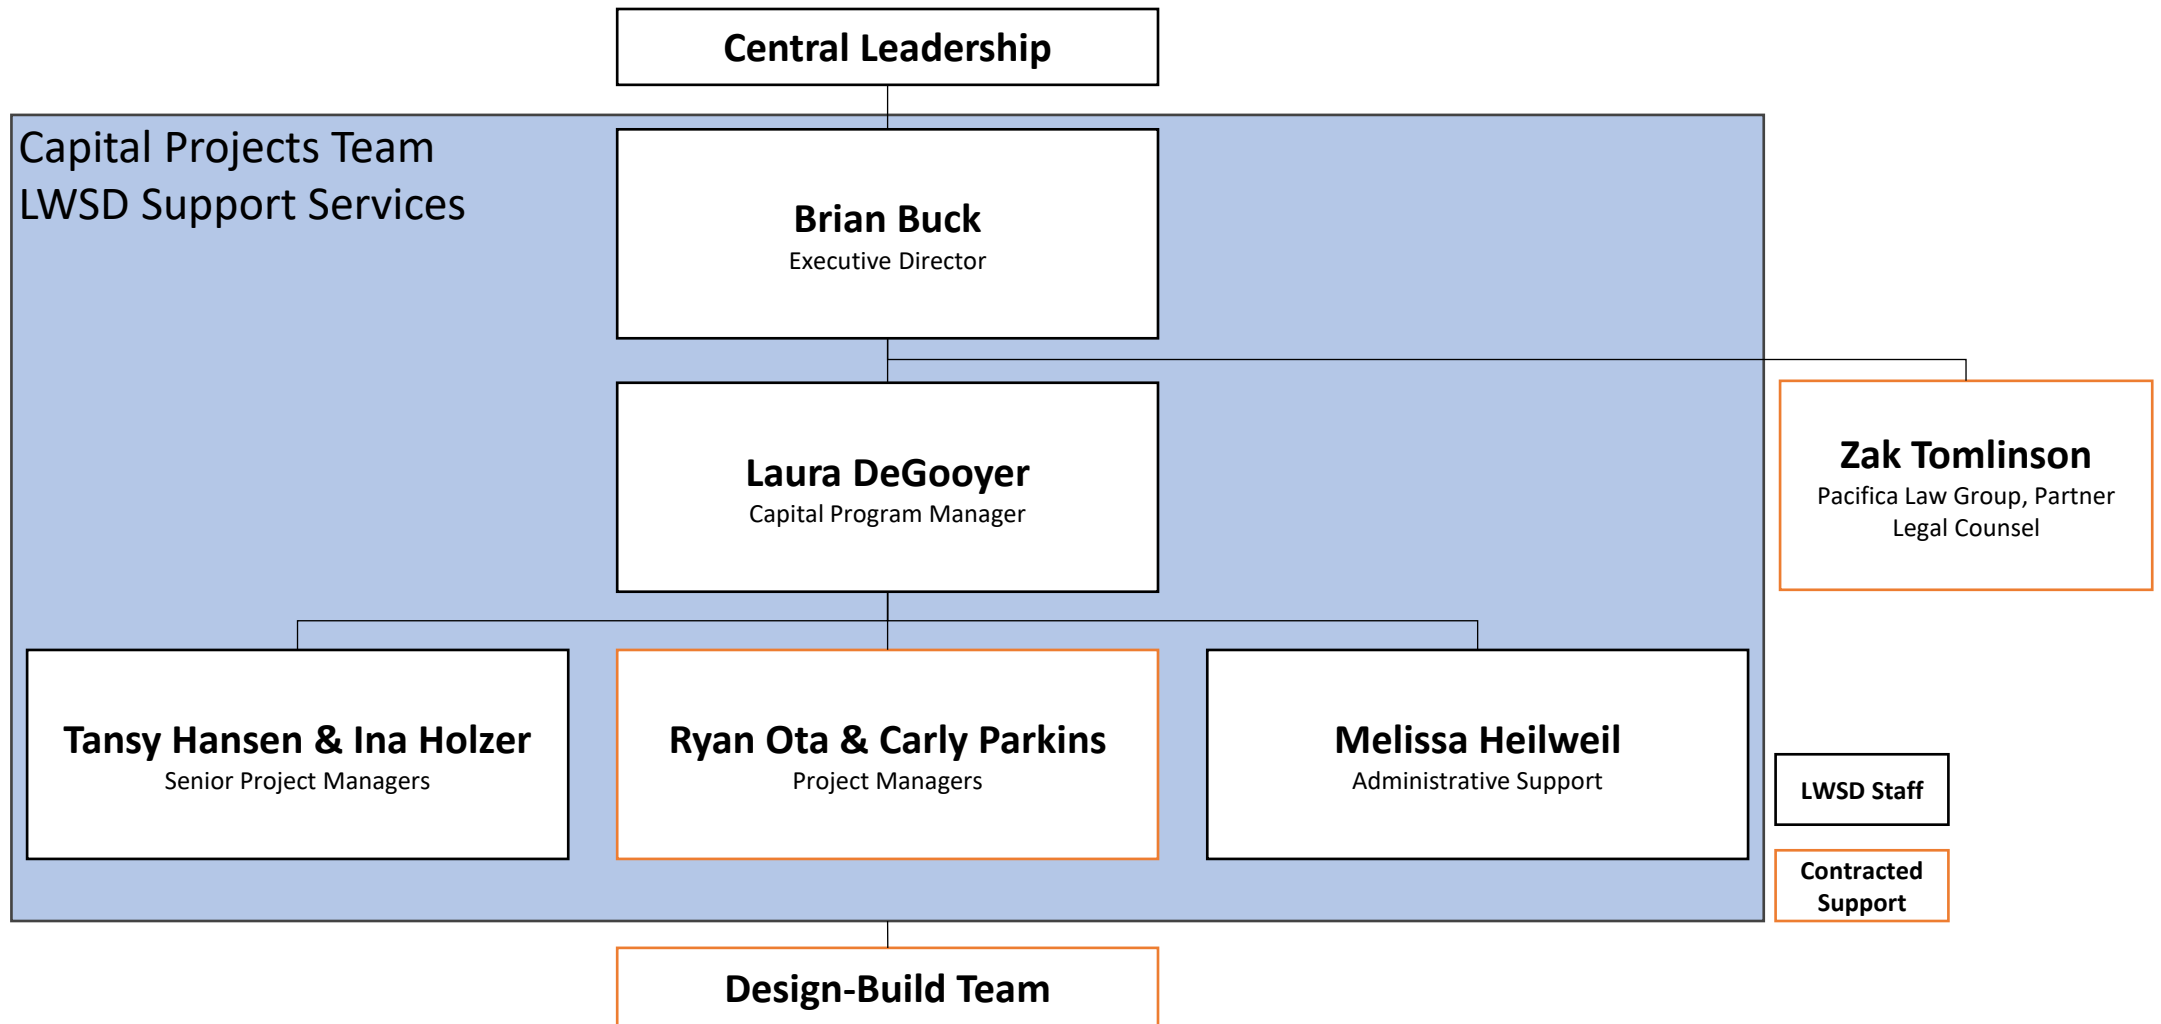 Central Leadership
Capital Projects Team
LWSD Support Services
Brian Buck
Executive Director
Laura DeGooyer
Capital Program Manager
Zak Tomlinson
Pacifica Law Group, Partner
Legal Counsel
Tansy Hansen & Ina Holzer
Senior Project Managers
Ryan Ota & Carly Parkins
Project Managers
Melissa Heilweil
Administrative Support
LWSD Staff
Contracted
Support
Design-Build Team